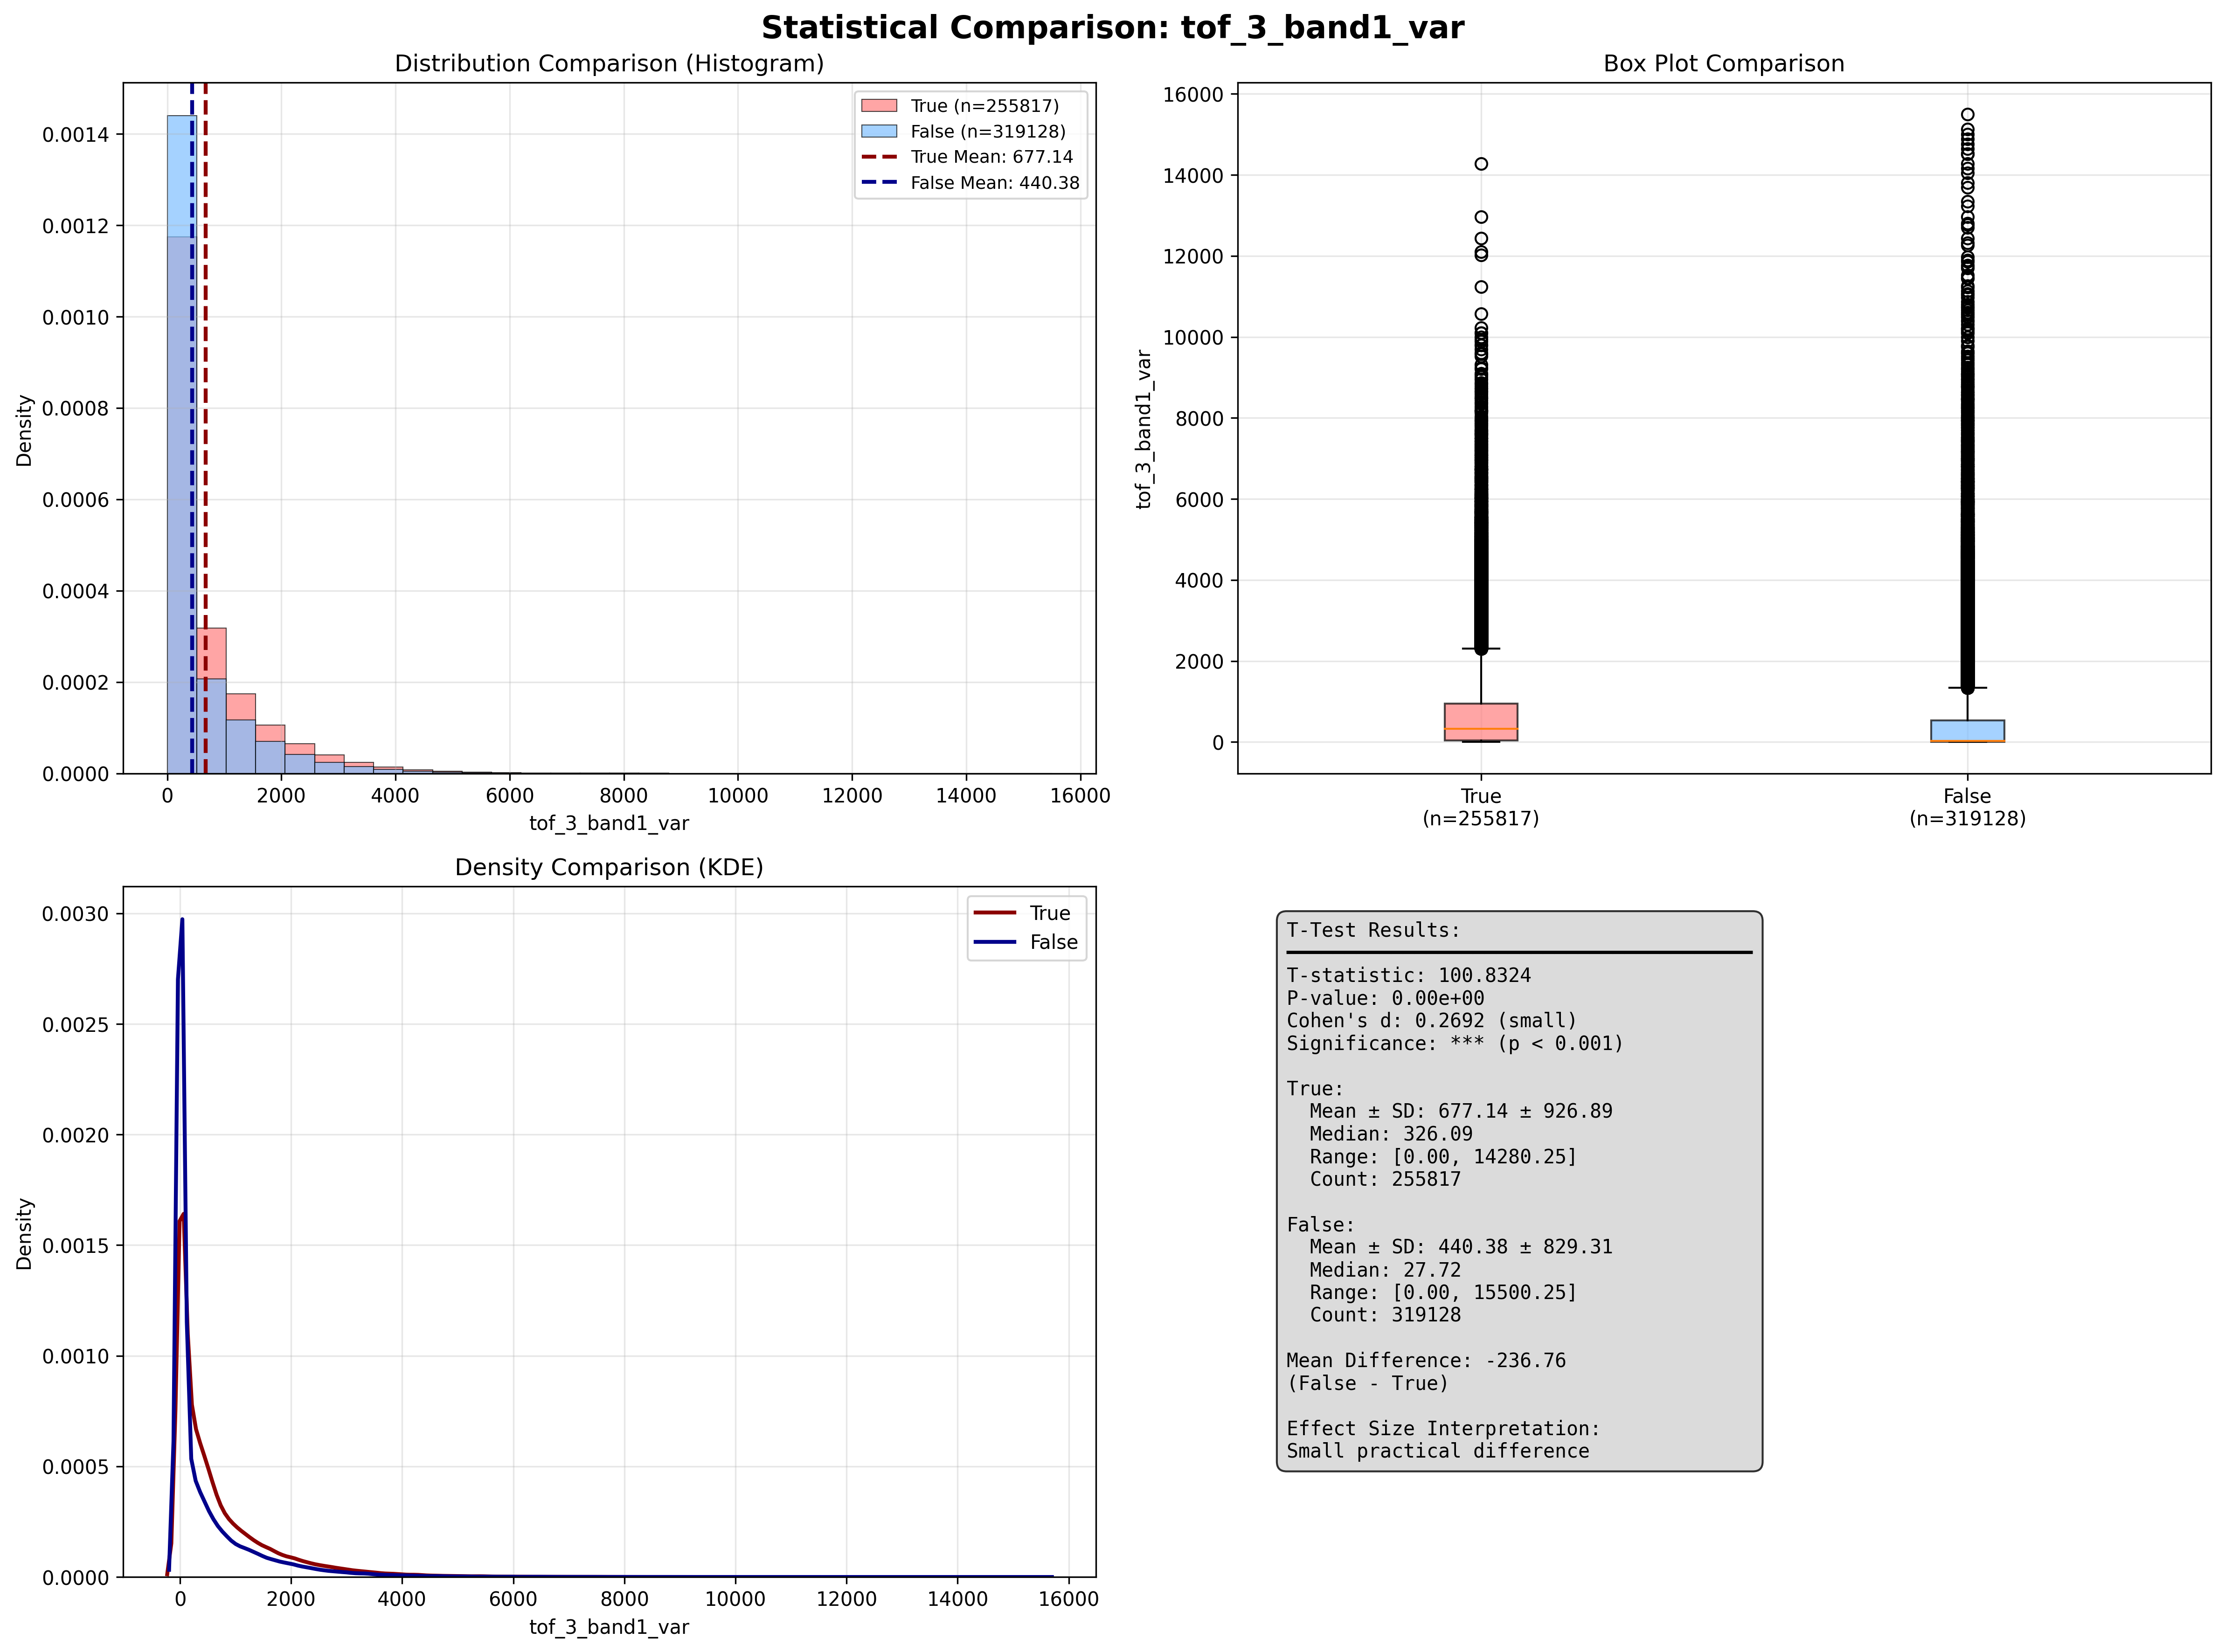 Statistical Comparison: tof_3_band1_var
Distribution Comparison (Histogram)
Density
0.0014
0.0012
0.0010
0.0008
0.0006
0.0004
0.0002
0.0000
True (n=255817)
False (n=319128)
True Mean: 677.14
False Mean: 440.38
0 2000 4000 6000 8000 10000 12000 14000 16000
tof_3_band1_var
Box Plot Comparison
tof_3_band1_var
16000
14000
12000
10000
8000
6000
4000
2000
0
True
(n=255817)
False
(n=319128)
Density Comparison (KDE)
Density
0.0030
0.0025
0.0020
0.0015
0.0010
0.0005
0.0000
True
False
0 2000 4000 6000 8000 10000 12000 14000 16000
tof_3_band1_var
T-Test Results:
T-statistic: 100.8324
P-value: 0.00e+00
Cohen's d: 0.2692 (small)
Significance: *** (p < 0.001)
True:
Mean ± SD: 677.14 ± 926.89
Median: 326.09
Range: [0.00, 14280.25]
Count: 255817
False:
Mean ± SD: 440.38 ± 829.31
Median: 27.72
Range: [0.00, 15500.25]
Count: 319128
Mean Difference: -236.76
(False - True)
Effect Size Interpretation:
Small practical difference